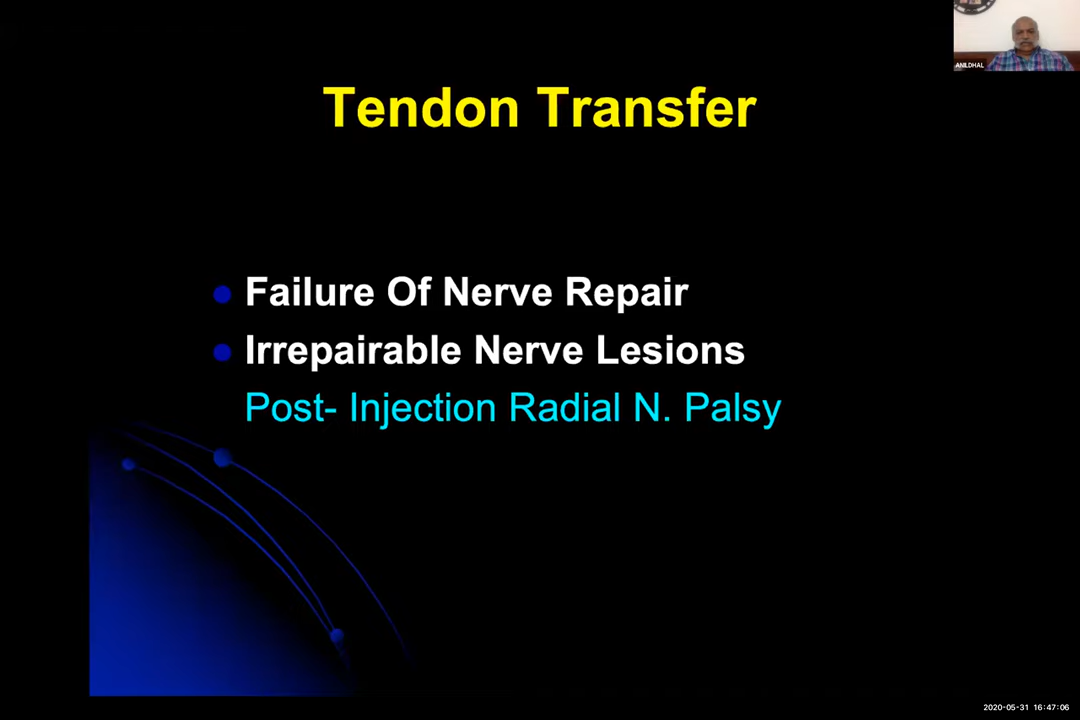 ANILDHAL
Tendon Transfer
Failure Of Nerve Repair
Irrepairable Nerve Lesions
Post- Injection Radial N. Palsy
2020-05-31 16:47:06